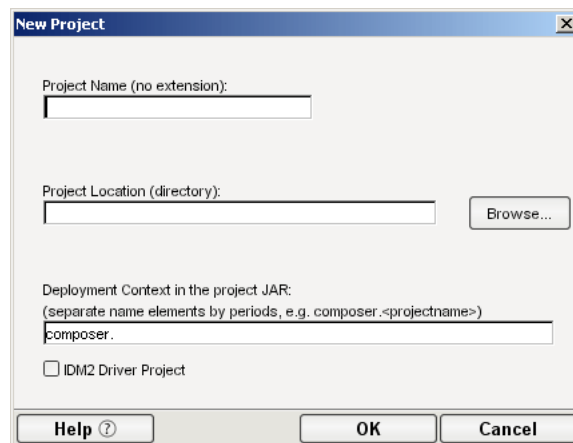 New Project
Project Name (no extension):
Project Location (directory):
Browse...
Deployment Context in the project JAR:
(separate name elements by periods, e.g. composer.<projectname>)
composer.
IDM2 Driver Project
Help ?
OK
Cancel